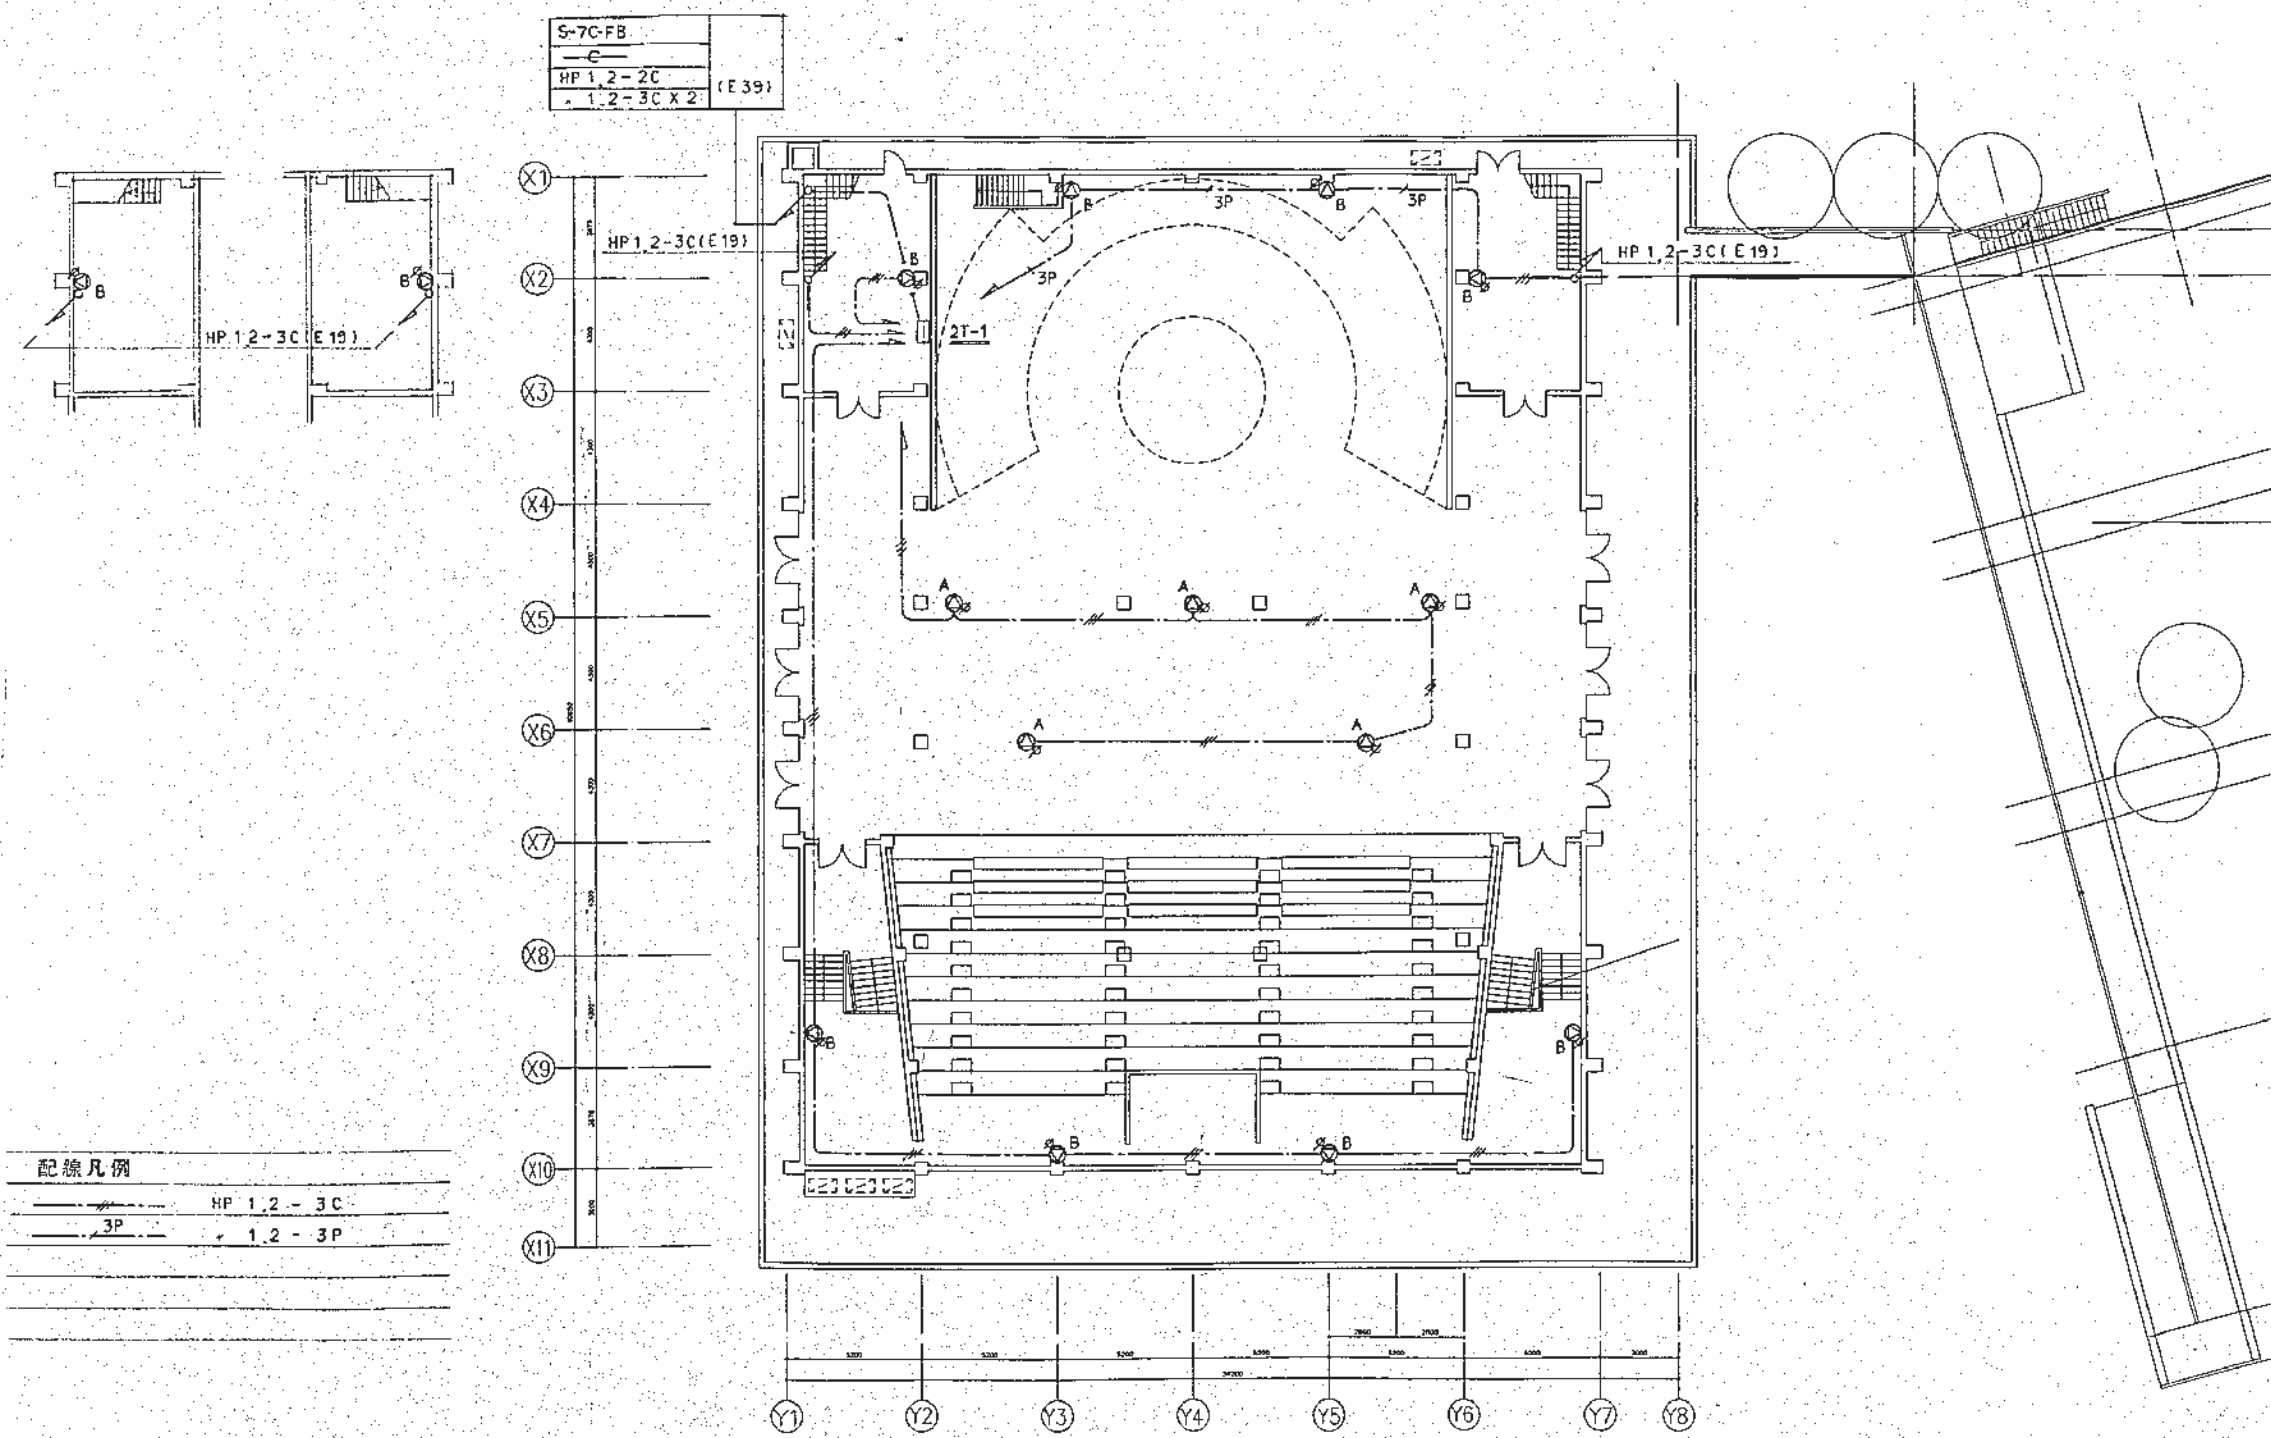 S-7C-FB
C
HP 1.2-2C
〃 1.2-3C X 2
(E39)
X1
X2
X3
X4
X5
X6
X7
X8
X9
X10
X11
HP 1.2-3C(E19)
HP 1.2-3C(E19)
HP 1.2-3C(E19)
B
B
B
B
3P
B
3P
3P
B
B
2T-1
A
A
A
A
A
B
B
B
B
配線凡例
HP 1.2 - 3C
3P
〃 1.2 - 3P
Y1
Y2
Y3
Y4
Y5
Y6
Y7
Y8